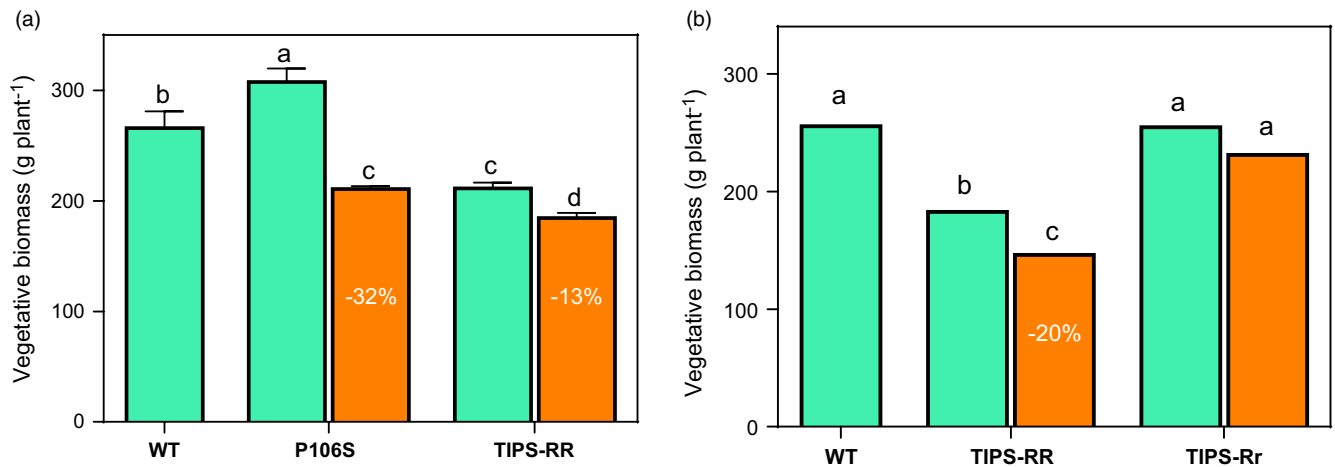 (a)
Vegetative biomass (g plant⁻¹)
300
200
100
0
b
a
c
c
d
-32%
-13%
WT
P106S
TIPS-RR
(b)
Vegetative biomass (g plant⁻¹)
300
200
100
0
a
b
c
a
a
-20%
WT
TIPS-RR
TIPS-Rr